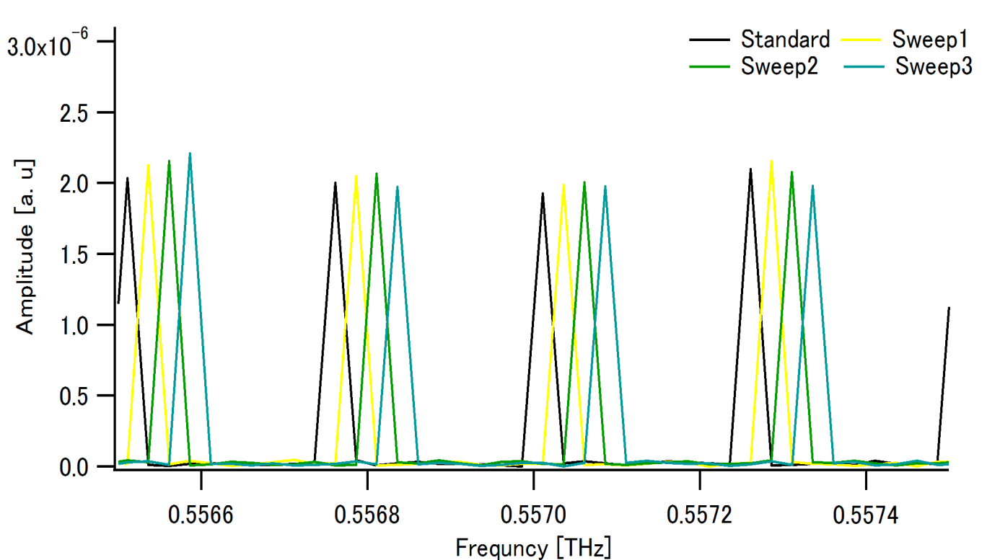 3.0x10-6
Standard Sweep1
Sweep2 Sweep3
2.5
2.0
1.5
1.0
0.5
0.0
Amplitude [a. u]
0.5566 0.5568 0.5570 0.5572 0.5574
Frequncy [THz]